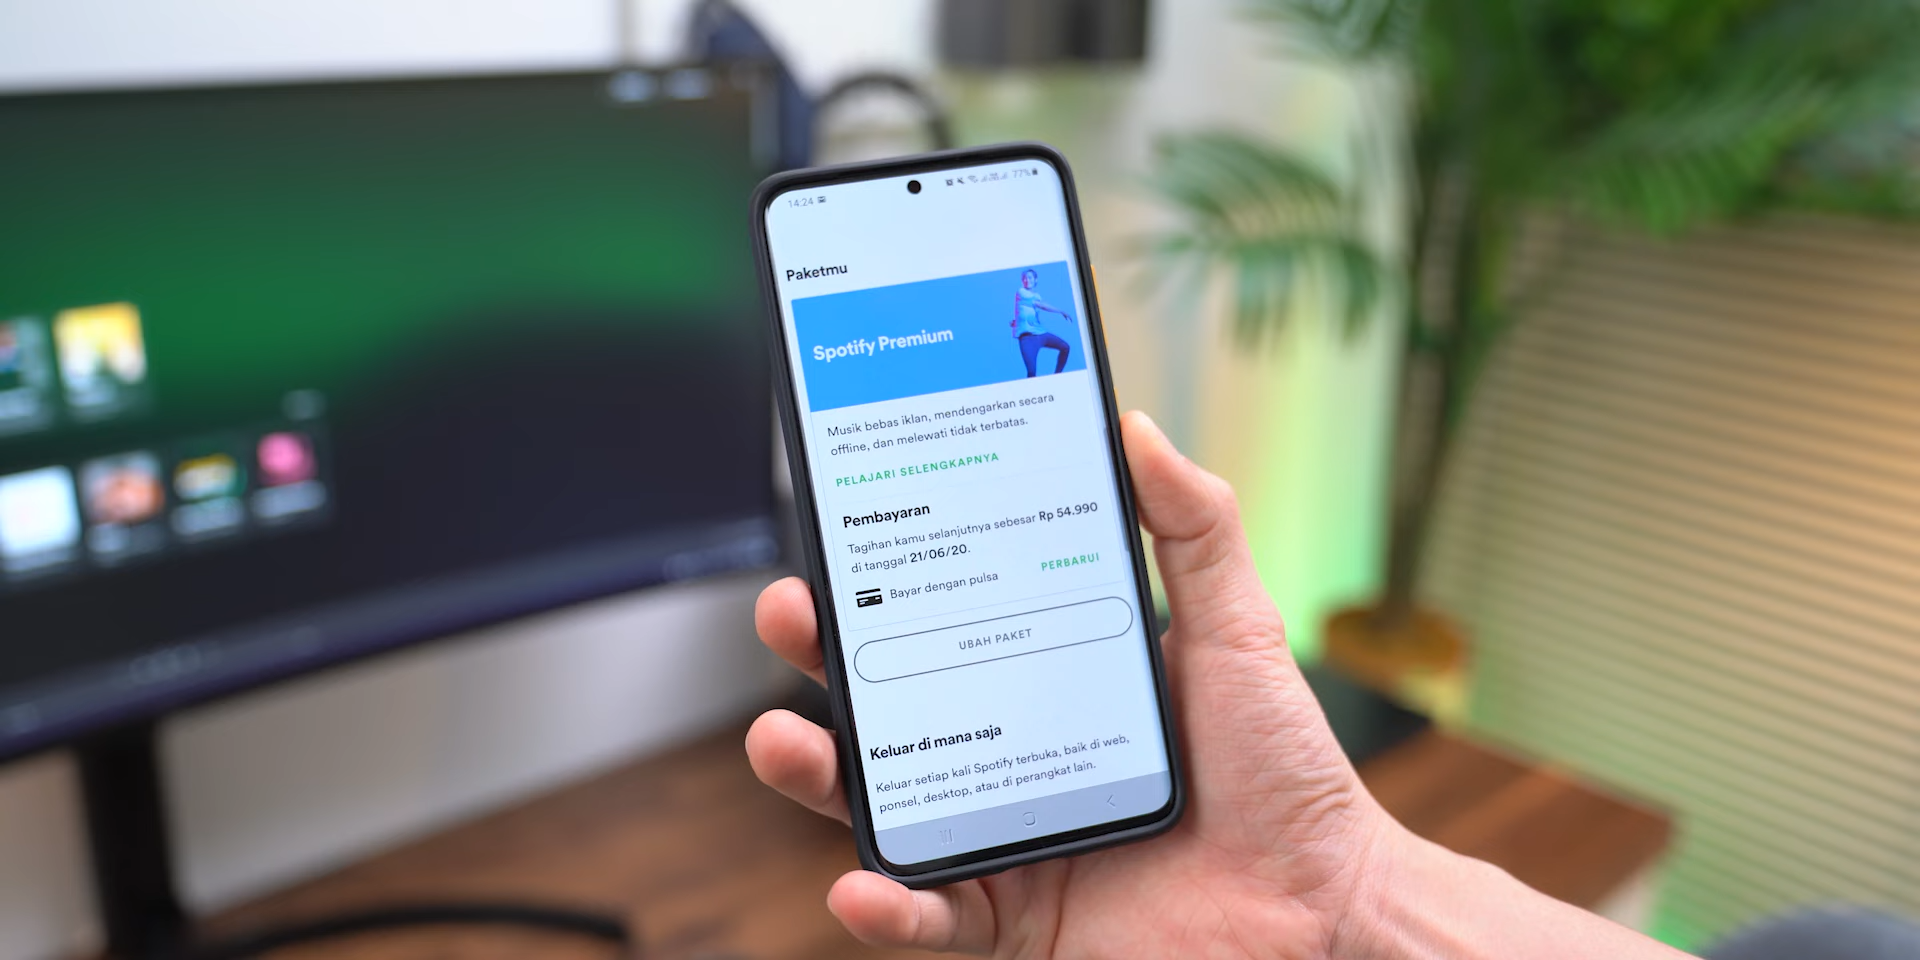 14:24
77%
Paketmu
Spotify Premium
Musik bebas iklan, mendengarkan secara
offline, dan melewati tidak terbatas.
PELAJARI SELENGKAPNYA
Pembayaran
Tagihan kamu selanjutnya sebesar Rp 54.990
di tanggal 21/06/20.
Bayar dengan pulsa
PERBARUI
UBAH PAKET
Keluar di mana saja
Keluar setiap kali Spotify terbuka, baik di web,
ponsel, desktop, atau di perangkat lain.